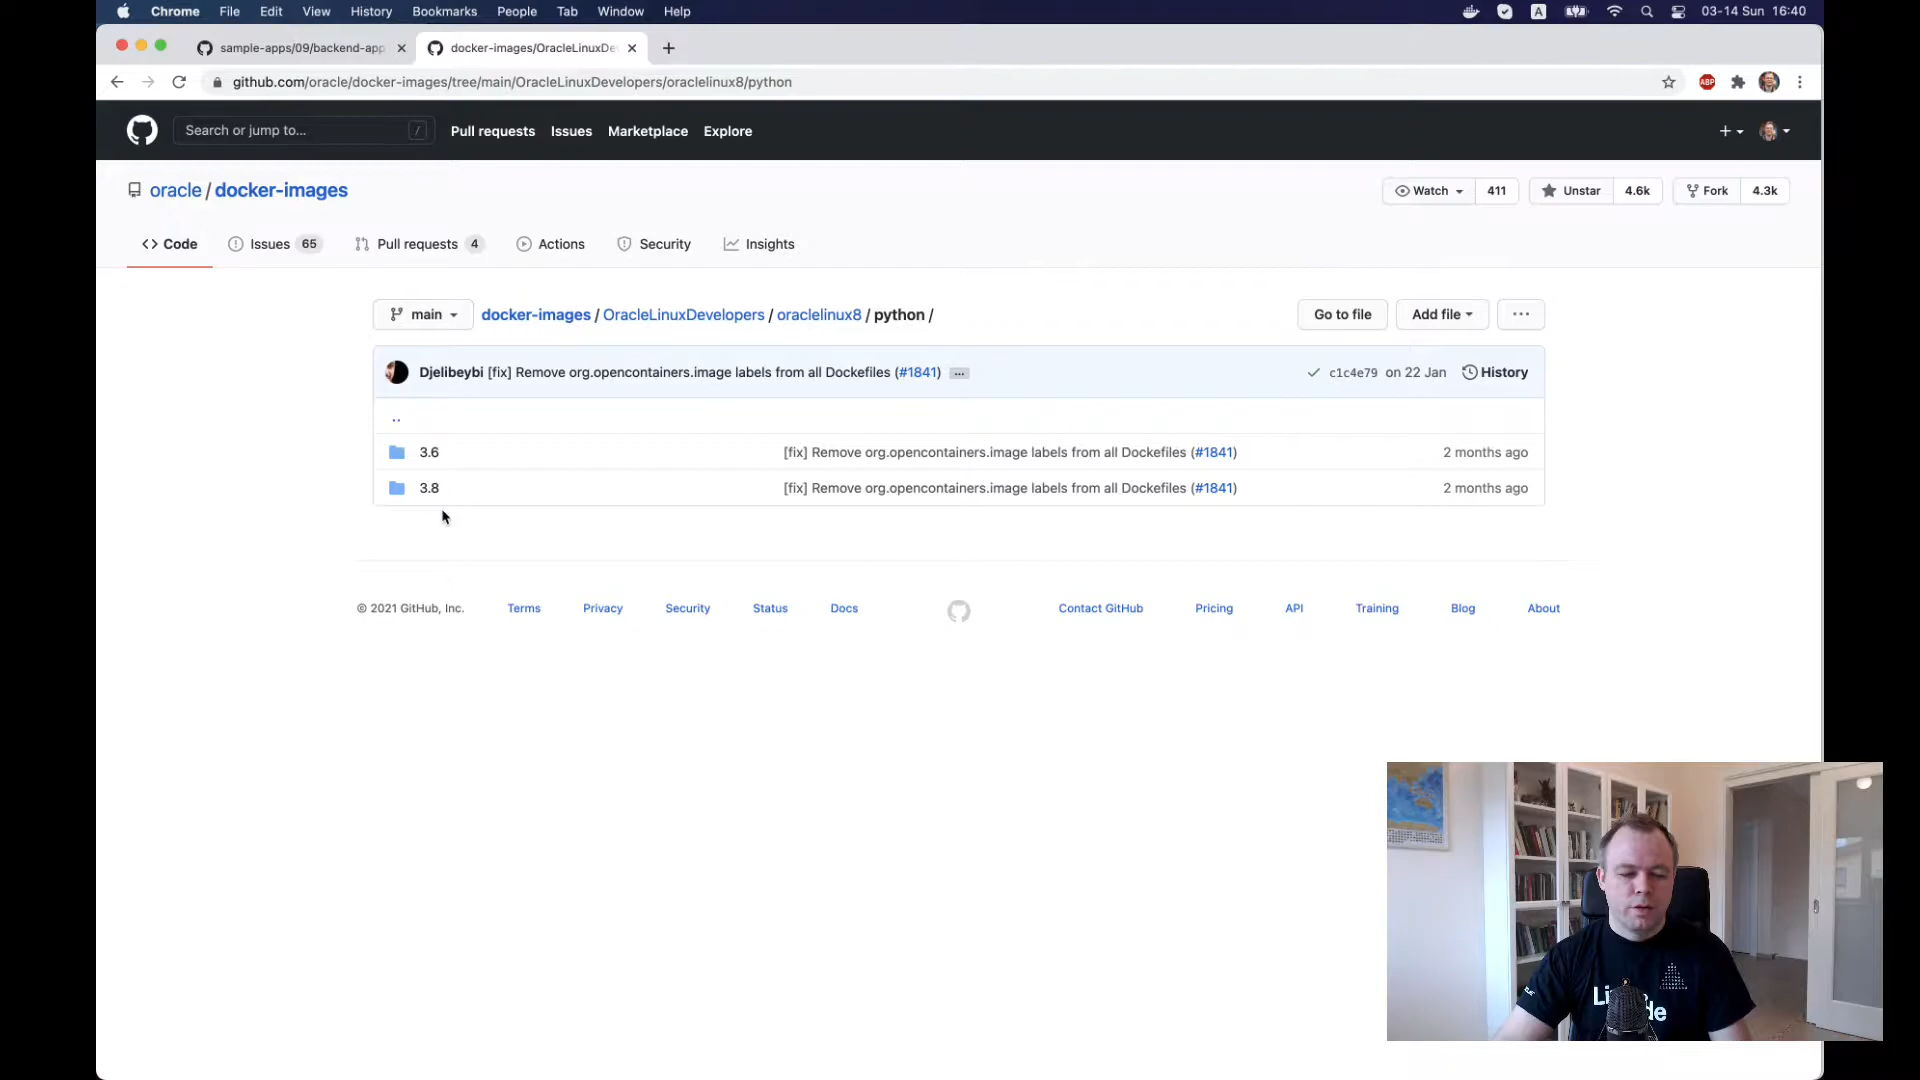 Chrome File Edit View History Bookmarks People Tab Window Help A 03-14 Sun 16:40
sample-apps/09/backend-app docker-images/OracleLinuxDe
github.com/oracle/docker-images/tree/main/OracleLinuxDevelopers/oraclelinux8/python ABP
Search or jump to... / Pull requests Issues Marketplace Explore
oracle / docker-images Watch 411 Unstar 4.6k Fork 4.3k
Code Issues 65 Pull requests 4 Actions Security Insights
main docker-images / OracleLinuxDevelopers / oraclelinux8 / python / Go to file Add file ...
Djelibeybi [fix] Remove org.opencontainers.image labels from all Dockefiles (#1841) ... c1c4e79 on 22 Jan History
..
3.6 [fix] Remove org.opencontainers.image labels from all Dockefiles (#1841) 2 months ago
3.8 [fix] Remove org.opencontainers.image labels from all Dockefiles (#1841) 2 months ago
© 2021 GitHub, Inc. Terms Privacy Security Status Docs Contact GitHub Pricing API Training Blog About